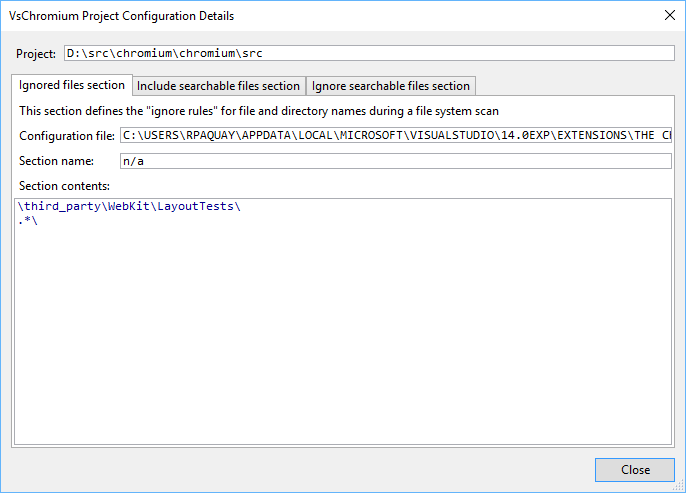 VsChromium Project Configuration Details
Project: D:\src\chromium\chromium\src
Ignored files section Include searchable files section Ignore searchable files section
This section defines the "ignore rules" for file and directory names during a file system scan
Configuration file: C:\USERS\RPAQUAY\APPDATA\LOCAL\MICROSOFT\VISUALSTUDIO\14.0EXP\EXTENSIONS\THE
Section name: n/a
Section contents:
\third_party\WebKit\LayoutTests\
.*\
Close